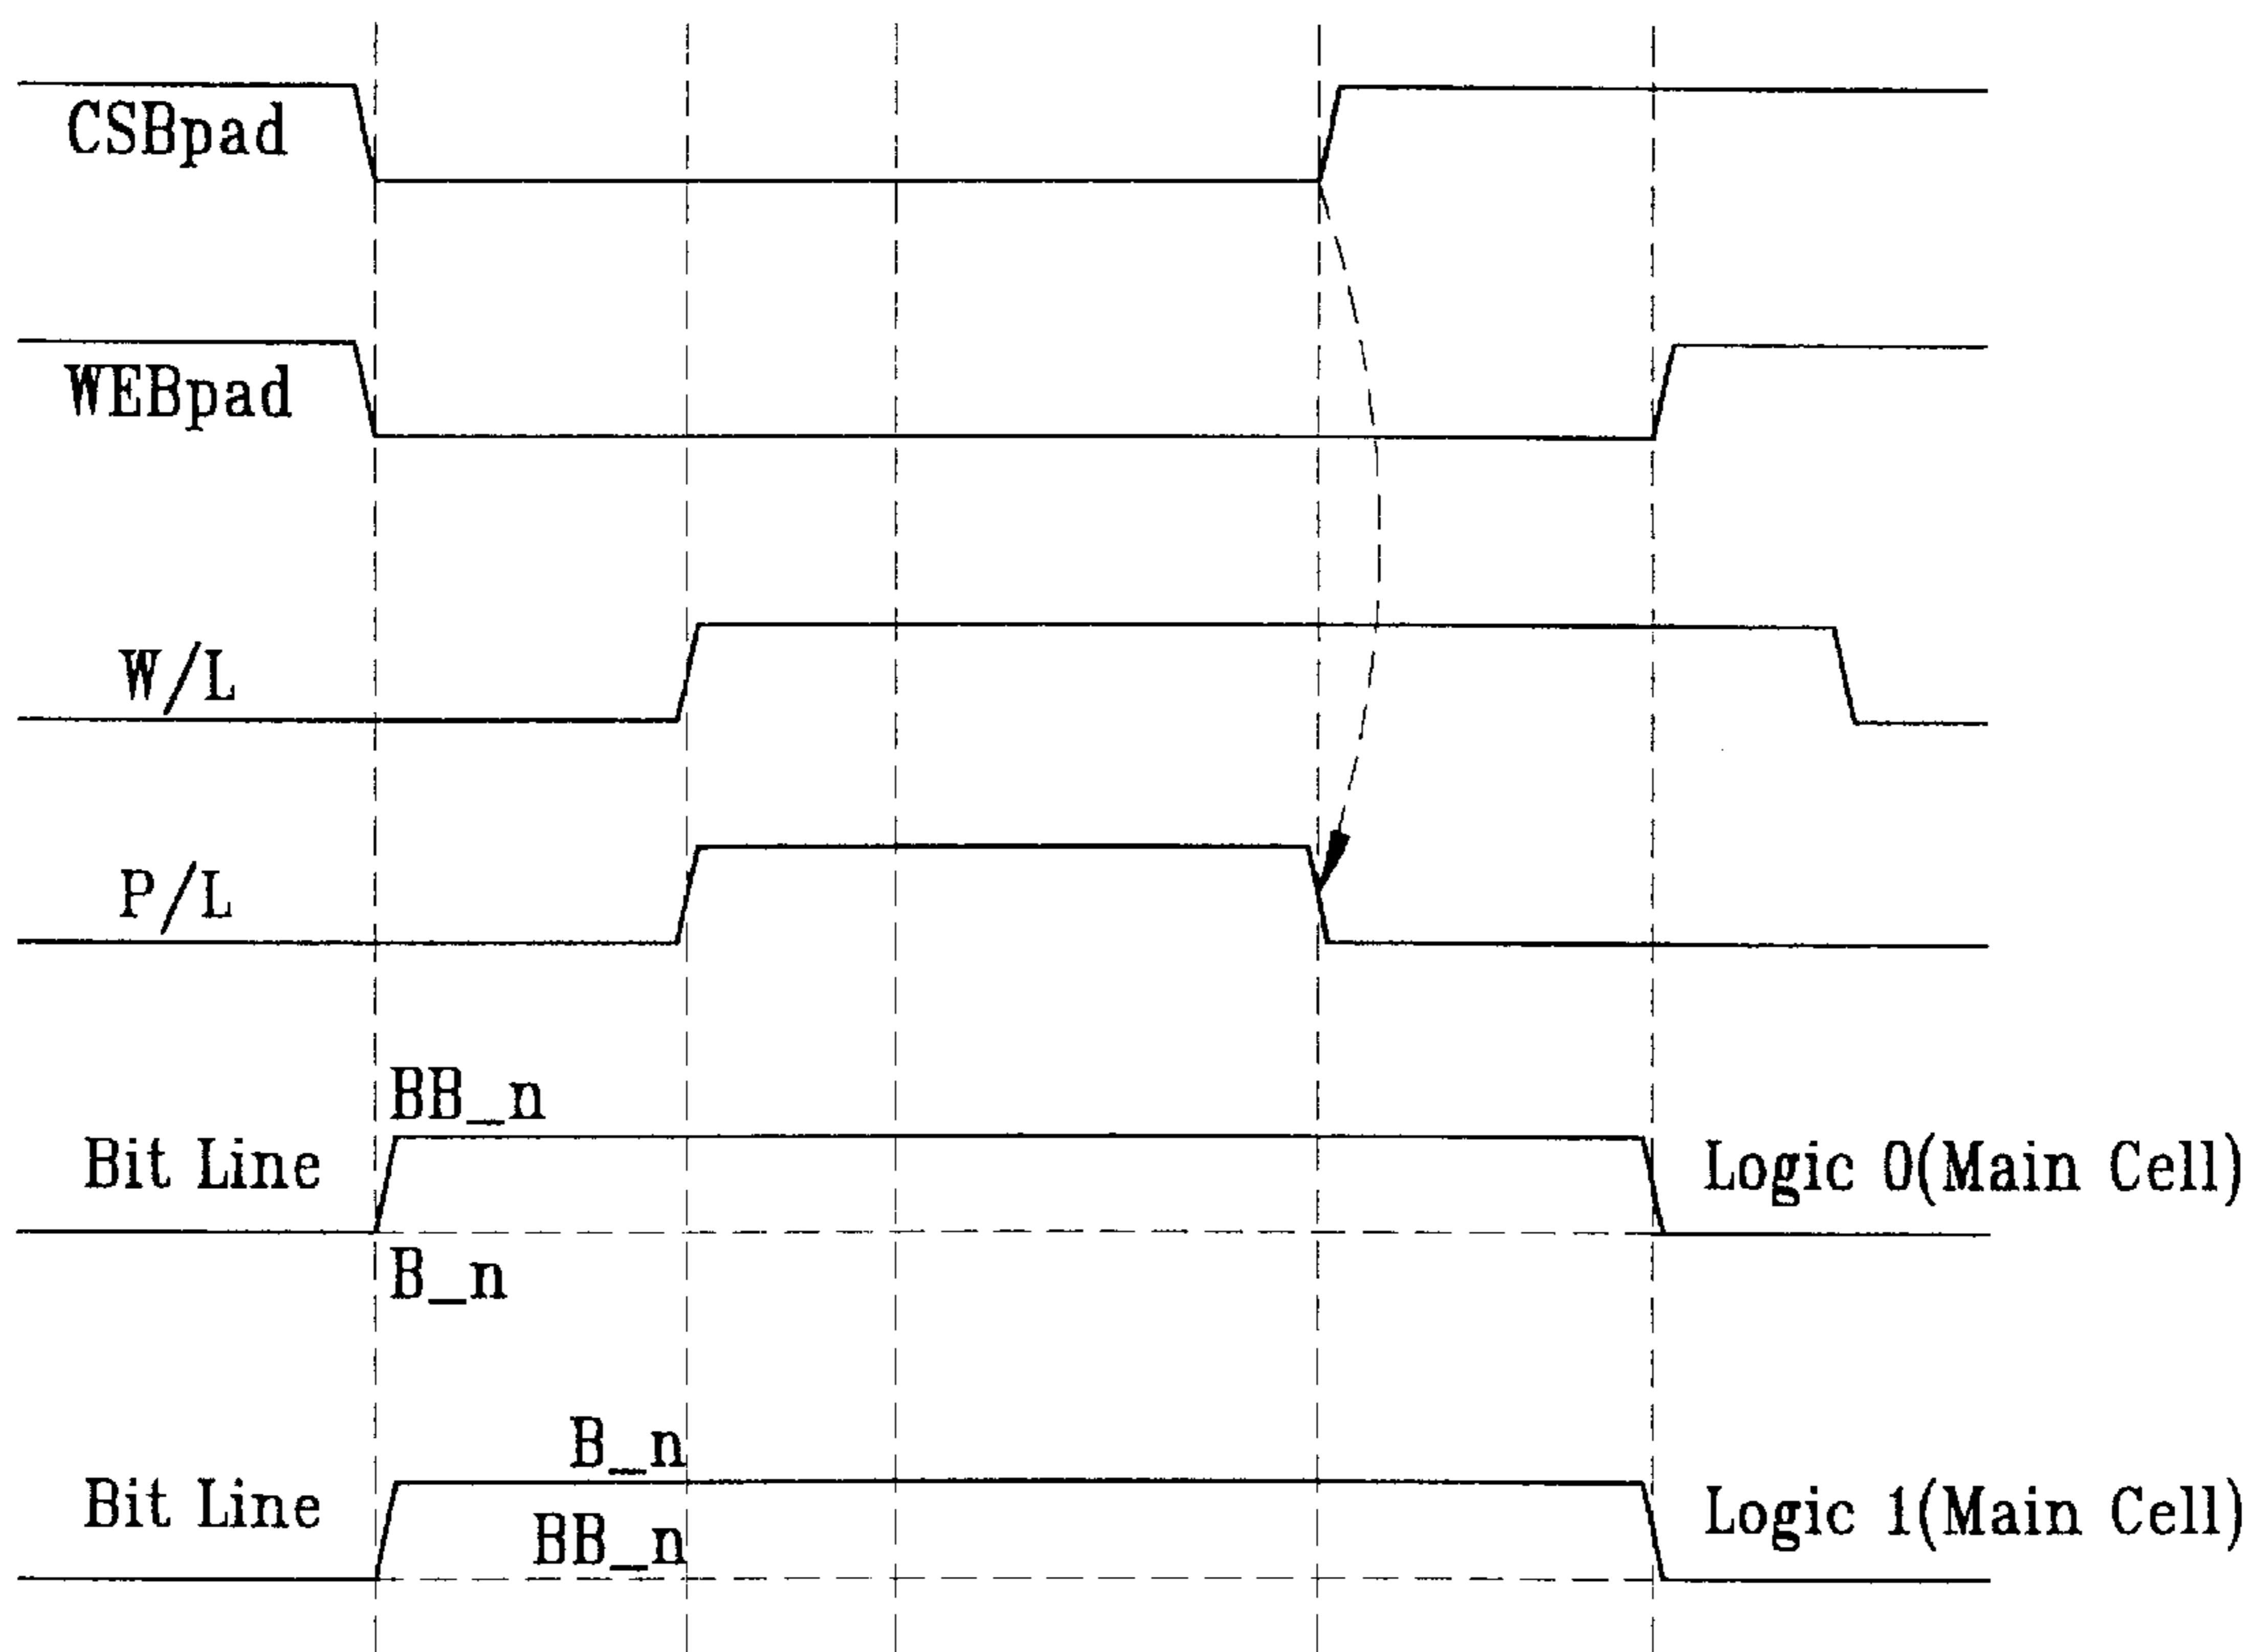 CSBpad
WEBpad
W/L
P/L
BB_n
Bit Line Logic 0(Main Cell)
B_n
B_n
Bit Line Logic 1(Main Cell)
BB_n